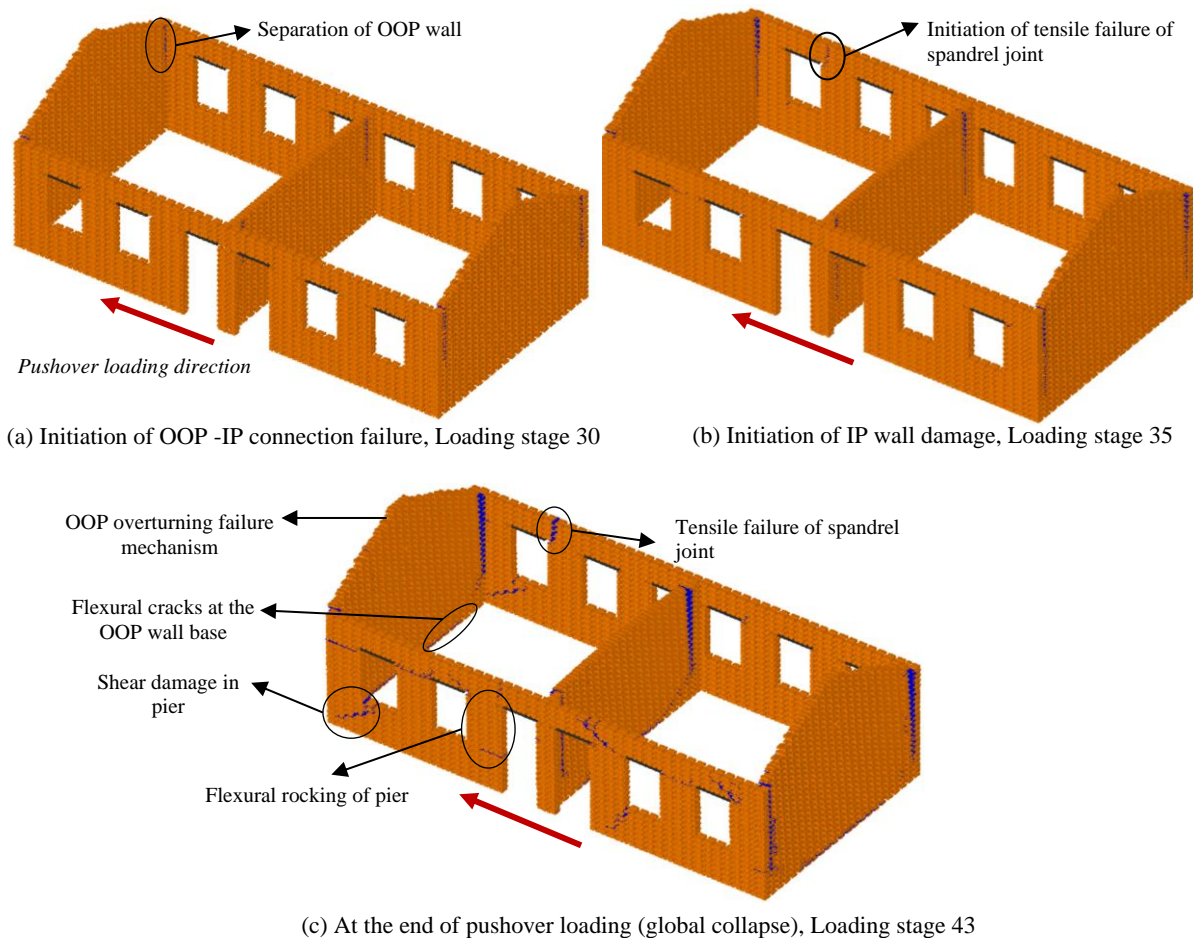 Separation of OOP wall
Initiation of tensile failure of
spandrel joint
Pushover loading direction
(a) Initiation of OOP -IP connection failure, Loading stage 30
(b) Initiation of IP wall damage, Loading stage 35
OOP overturning failure
mechanism
Tensile failure of spandrel
joint
Flexural cracks at the
OOP wall base
Shear damage in
pier
Flexural rocking of pier
(c) At the end of pushover loading (global collapse), Loading stage 43